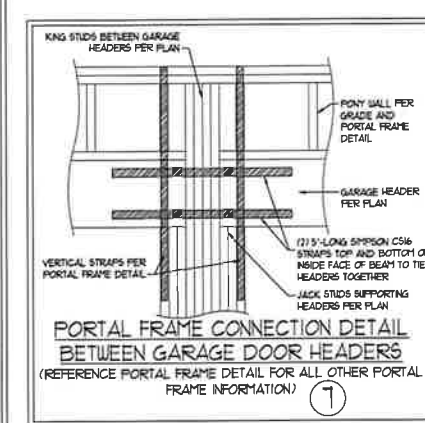 KING STUDS BETWEEN GARAGE
HEADERS PER PLAN
PONY WALL PER
GRADE AND
PORTAL FRAME
DETAIL
GARAGE HEADER
PER PLAN
(2) 5'-LONG SIMPSON CS16
STRAPS TOP AND BOTTOM OF
INSIDE FACE OF BEAM TO TIE
HEADERS TOGETHER
VERTICAL STRAPS PER
PORTAL FRAME DETAIL
JACK STUDS SUPPORTING
HEADERS PER PLAN
PORTAL FRAME CONNECTION DETAIL
BETWEEN GARAGE DOOR HEADERS
(REFERENCE PORTAL FRAME DETAIL FOR ALL OTHER PORTAL
FRAME INFORMATION)
7